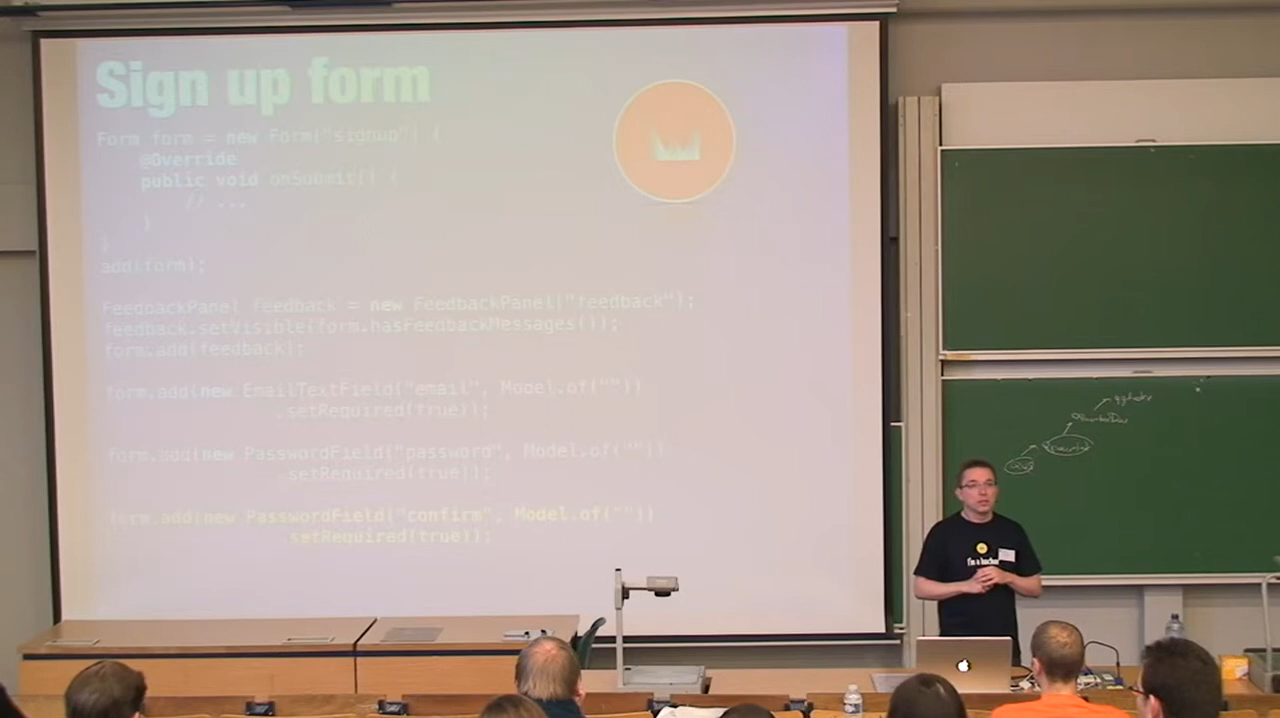 Sign up form
Form form = new Form("signup") {
@Override
public void onSubmit() {
// ...
}
}
add(form);
FeedbackPanel feedback = new FeedbackPanel("feedback");
feedback.setVisible(form.hasFeedbackMessages());
form.add(feedback);
form.add(new EmailTextField("email", Model.of(""))
.setRequired(true));
form.add(new PasswordField("password", Model.of(""))
.setRequired(true));
form.add(new PasswordField("confirm", Model.of(""))
.setRequired(true));
I'm a